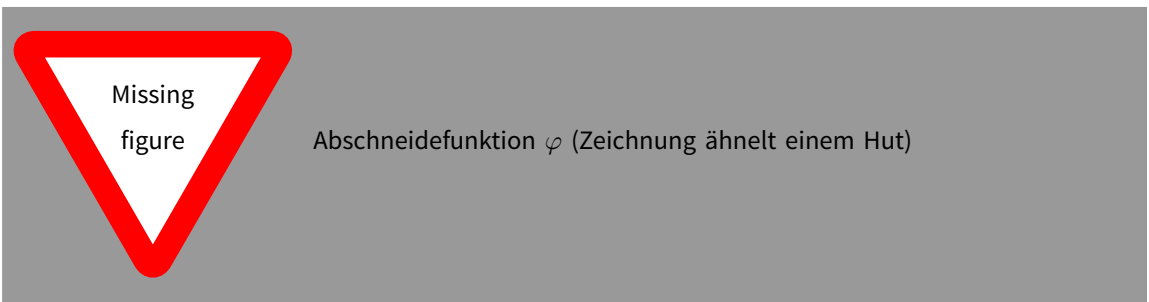 Missing
figure
Abschneidefunktion φ (Zeichnung ähnelt einem Hut)